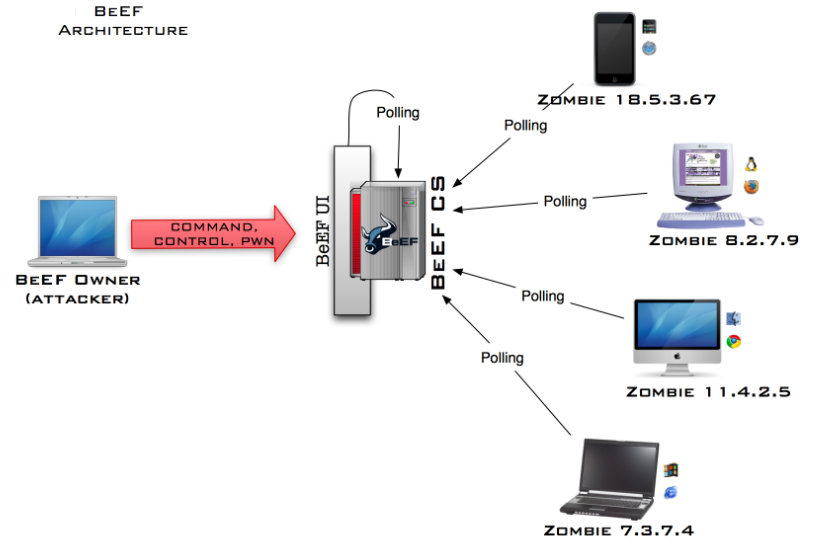 BeEF
Architecture
Polling
Zombie 18.5.3.67
Polling
BeEF UI
BeEF CS
BeEF
Polling
Zombie 8.2.7.9
Command,
Control, Pwn
BeEF Owner
(attacker)
Polling
Zombie 11.4.2.5
Polling
Zombie 7.3.7.4